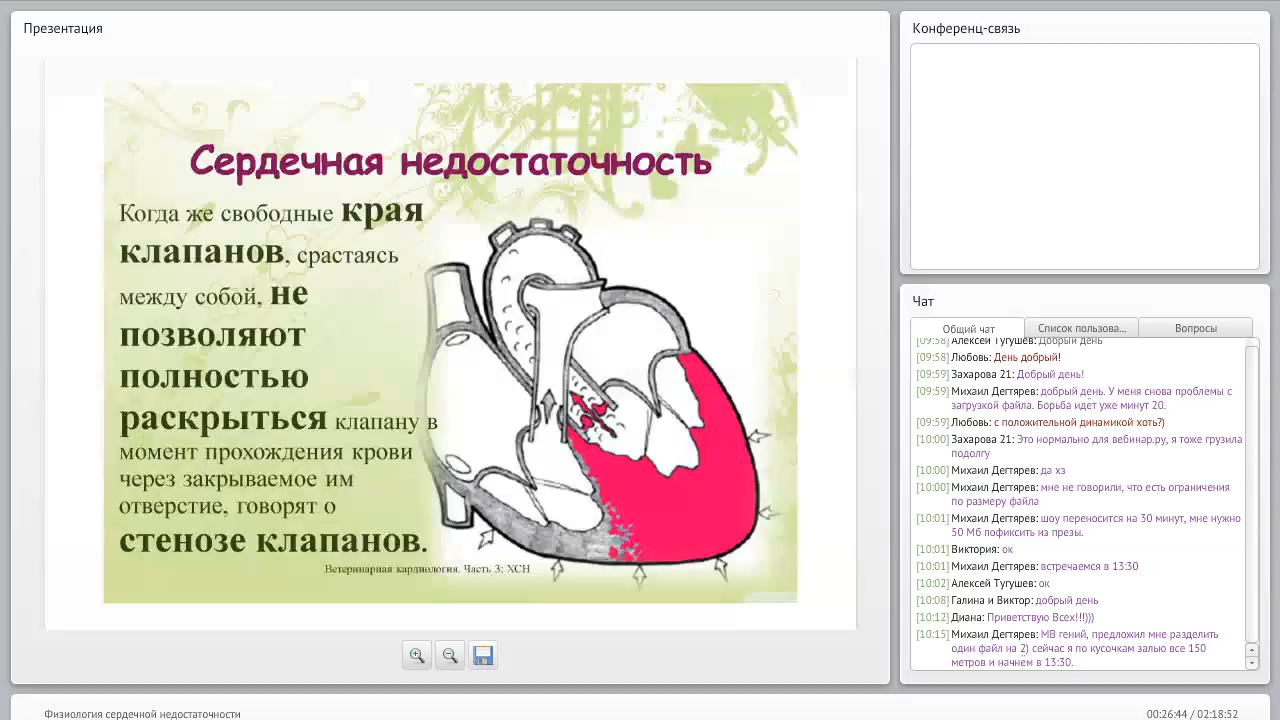 Презентация
Сердечная недостаточность
Когда же свободные края
клапанов, срастаясь
между собой, не
позволяют
полностью
раскрыться клапану в
момент прохождения крови
через закрываемое им
отверстие, говорят о
стенозе клапанов.
Ветеринарная кардиология. Часть 3: ХСН
Конференц-связь
Чат
Общий чат
Список пользова...
Вопросы
[09:58] Алексей Тугушев: Добрый день
[09:58] Любовь: День добрый!
[09:59] Захарова 21: Добрый день!
[09:59] Михаил Дегтярев: добрый день. У меня снова проблемы с
загрузкой файла. Борьба идёт уже минут 20.
[09:59] Любовь: с положительной динамикой хоть?)
[10:00] Захарова 21: Это нормально для вебинар.ру, я тоже грузила
подолгу
[10:00] Михаил Дегтярев: да хз
[10:00] Михаил Дегтярев: мне не говорили, что есть ограничения
по размеру файла
[10:01] Михаил Дегтярев: шоу переносится на 30 минут, мне нужно
50 Мб пофиксить из презы.
[10:01] Виктория: ок
[10:01] Михаил Дегтярев: встречаемся в 13:30
[10:02] Алексей Тугушев: ок
[10:08] Галина и Виктор: добрый день
[10:12] Диана: Приветствую Всех!!!)))
[10:15] Михаил Дегтярев: МВ гений, предложил мне разделить
один файл на 2) сейчас я по кусочкам залью все 150
метров и начнем в 13:30.
Физиология сердечной недостаточности
00:26:44 / 02:18:52